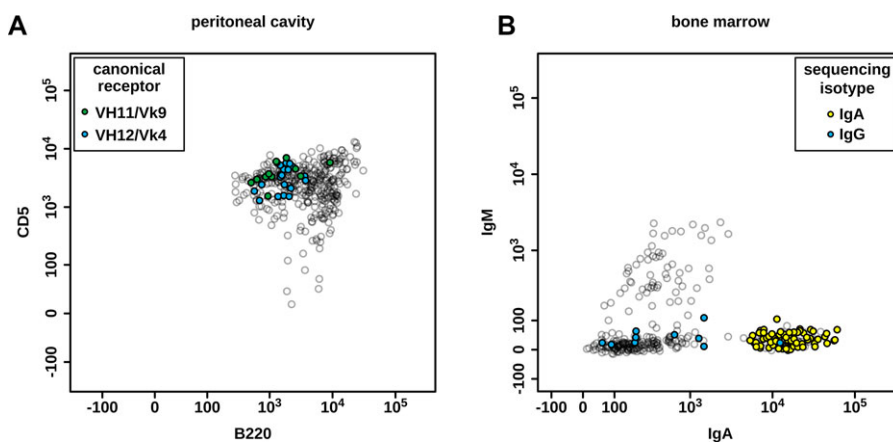 A
peritoneal cavity
canonical
receptor
VH11/Vk9
VH12/Vk4
10⁵
10⁴
10³
100
0
-100
CD5
-100 0 100 10³ 10⁴ 10⁵
B220
B
bone marrow
sequencing
isotype
IgA
IgG
10⁵
10⁴
10³
100
0
-100
IgM
-100 0 100 10³ 10⁴ 10⁵
IgA